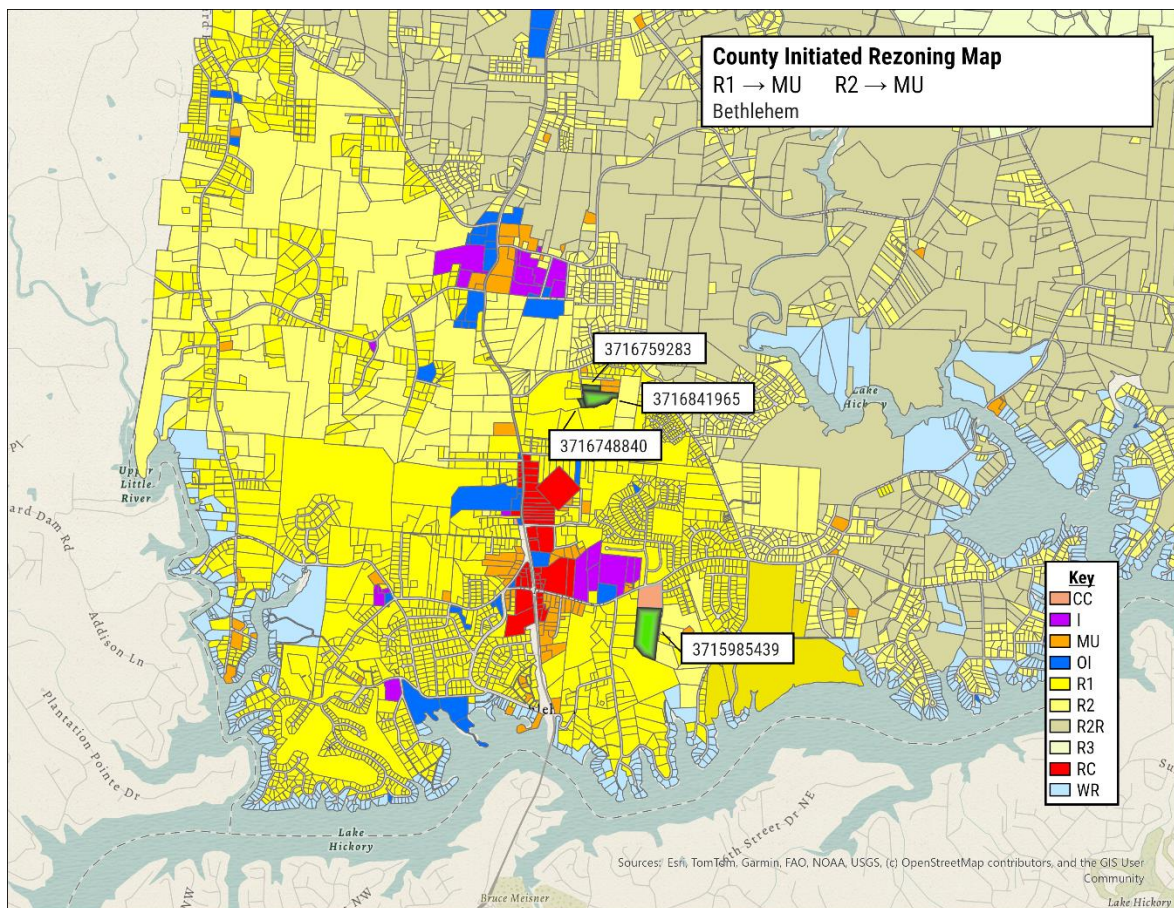 County Initiated Rezoning Map
R1 → MU R2 → MU
Bethlehem
3716759283
3716841965
3716748840
3715985439
Lake
Hickory
Upper
Little
River
Addison Ln
Plantation Pointe Dr
Lake
Hickory
Bruce Meisner
Lake Hickory
Key
CC
I
MU
OI
R1
R2
R2R
R3
RC
WR
Sources: Esri, TomTom, Garmin, FAO, NOAA, USGS, (c) OpenStreetMap contributors, and the GIS User
Community